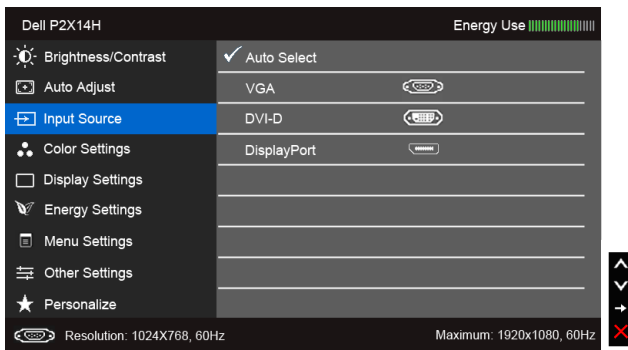 Dell P2X14H Energy Use
Brightness/Contrast Auto Select
Auto Adjust VGA
Input Source DVI-D
Color Settings DisplayPort
Display Settings
Energy Settings
Menu Settings
Other Settings
Personalize
Resolution: 1024X768, 60Hz Maximum: 1920x1080, 60Hz